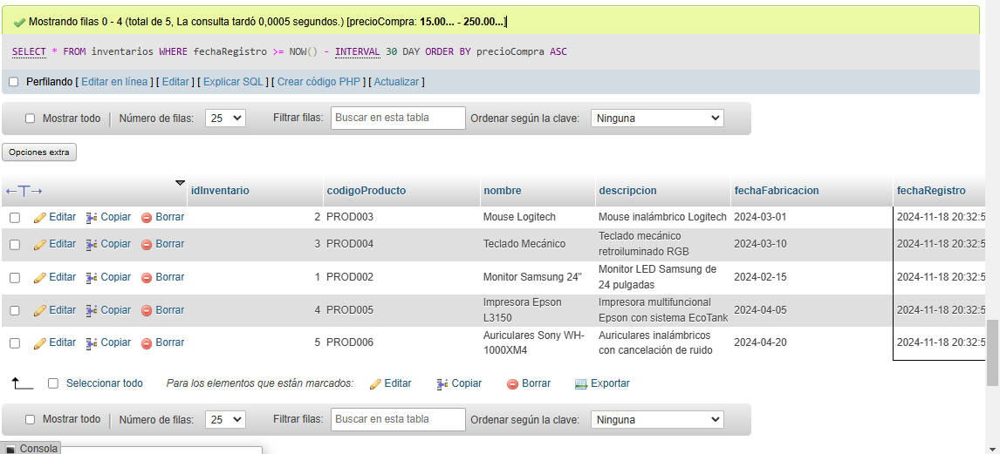 Mostrando filas 0 - 4 (total de 5, La consulta tardó 0,0005 segundos.) [precioCompra: 15.00... - 250.00...]
SELECT * FROM inventarios WHERE fechaRegistro >= NOW() - INTERVAL 30 DAY ORDER BY precioCompra ASC
Perfilando [ Editar en línea ] [ Editar ] [ Explicar SQL ] [ Crear código PHP ] [ Actualizar ]
Mostrar todo Número de filas: 25 Filtrar filas: Buscar en esta tabla Ordenar según la clave: Ninguna
Opciones extra
←T→ idInventario codigoProducto nombre descripcion fechaFabricacion fechaRegistro
Editar Copiar Borrar 2 PROD003 Mouse Logitech Mouse inalámbrico Logitech 2024-03-01 2024-11-18 20:32:5
Editar Copiar Borrar 3 PROD004 Teclado Mecánico Teclado mecánico retroiluminado RGB 2024-03-10 2024-11-18 20:32:5
Editar Copiar Borrar 1 PROD002 Monitor Samsung 24" Monitor LED Samsung de 24 pulgadas 2024-02-15 2024-11-18 20:32:5
Editar Copiar Borrar 4 PROD005 Impresora Epson L3150 Impresora multifuncional Epson con sistema EcoTank 2024-04-05 2024-11-18 20:32:5
Editar Copiar Borrar 5 PROD006 Auriculares Sony WH-1000XM4 Auriculares inalámbricos con cancelación de ruido 2024-04-20 2024-11-18 20:32:5
Seleccionar todo Para los elementos que están marcados: Editar Copiar Borrar Exportar
Mostrar todo Número de filas: 25 Filtrar filas: Buscar en esta tabla Ordenar según la clave: Ninguna
Consola